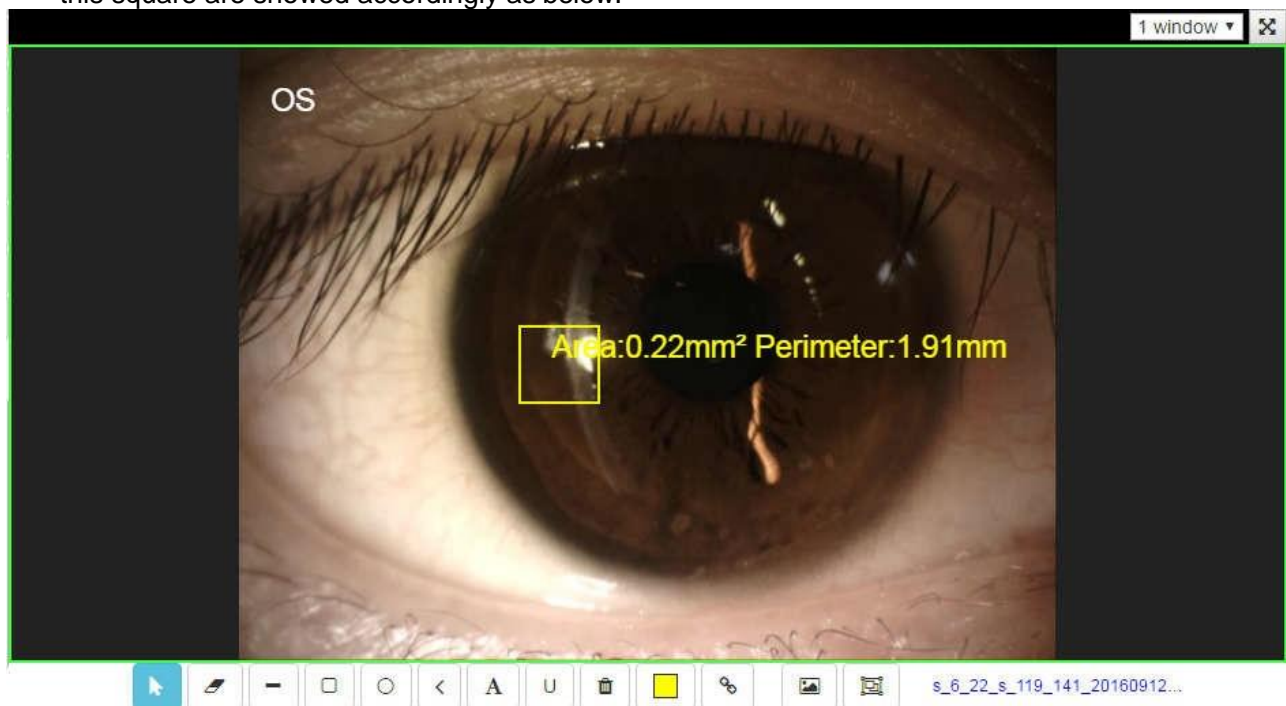 this square are showed accordingly as below.
1 window
OS
Area:0.22mm² Perimeter:1.91mm
A U
s_6_22_s_119_141_20160912...